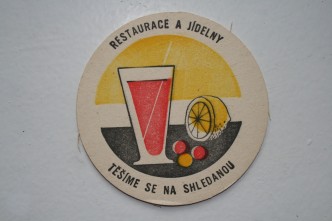 RESTAURACE A JÍDELNY
TĚŠÍME SE NA SHLEDANOU